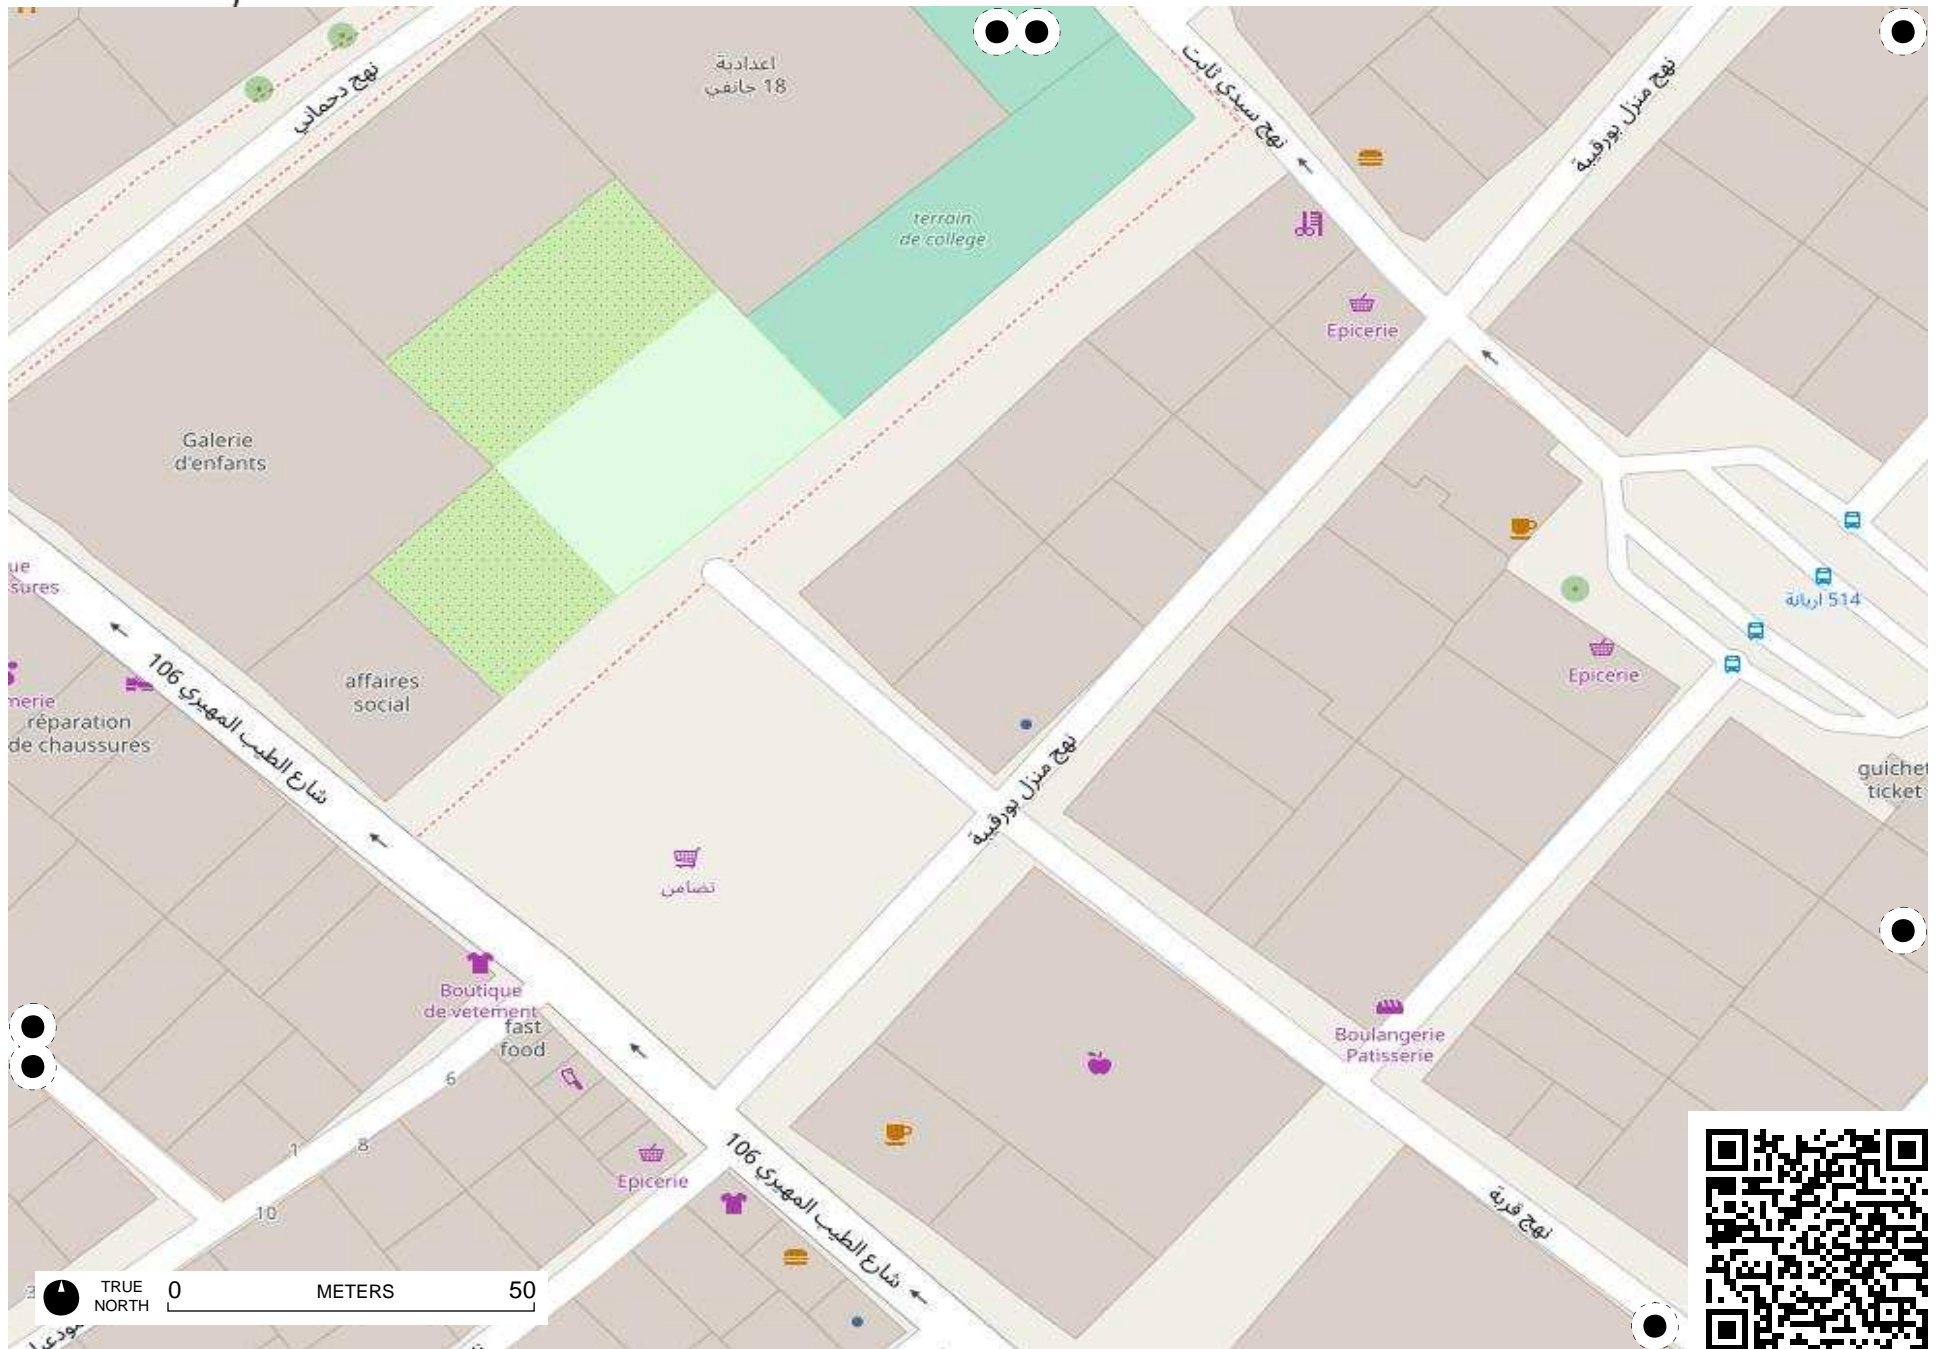 نهج دحماني
اعدادية
18 جانفي
نهج سيدي ثابت
نهج منزل بورقيبة
terrain
de college
Epicerie
Galerie
d'enfants
514 اريانة
ue
sures
Epicerie
affaires
social
merie
réparation
de chaussures
شارع الطيب المهيري 106
نهج منزل بورقيبة
guichet
ticket
تضامن
Boutique
de vetement
fast
food
Boulangerie
Patisserie
6
1
8
10
Epicerie
شارع الطيب المهيري 106
نهج قربة
TRUE
NORTH
0 METERS 50